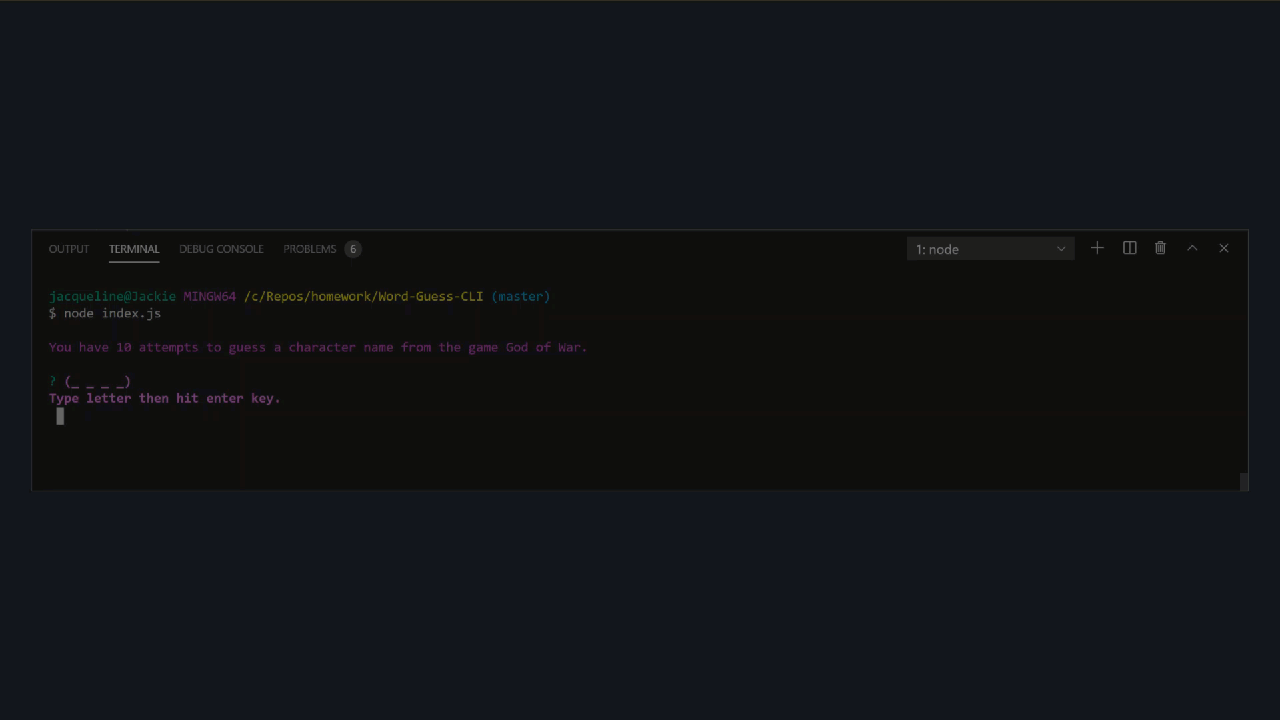 OUTPUT TERMINAL DEBUG CONSOLE PROBLEMS 6 1: node
jacqueline@Jackie MINGW64 /c/Repos/homework/Word-Guess-CLI (master)
$ node index.js
You have 10 attempts to guess a character name from the game God of War.
? (_ _ _ _)
Type letter then hit enter key.